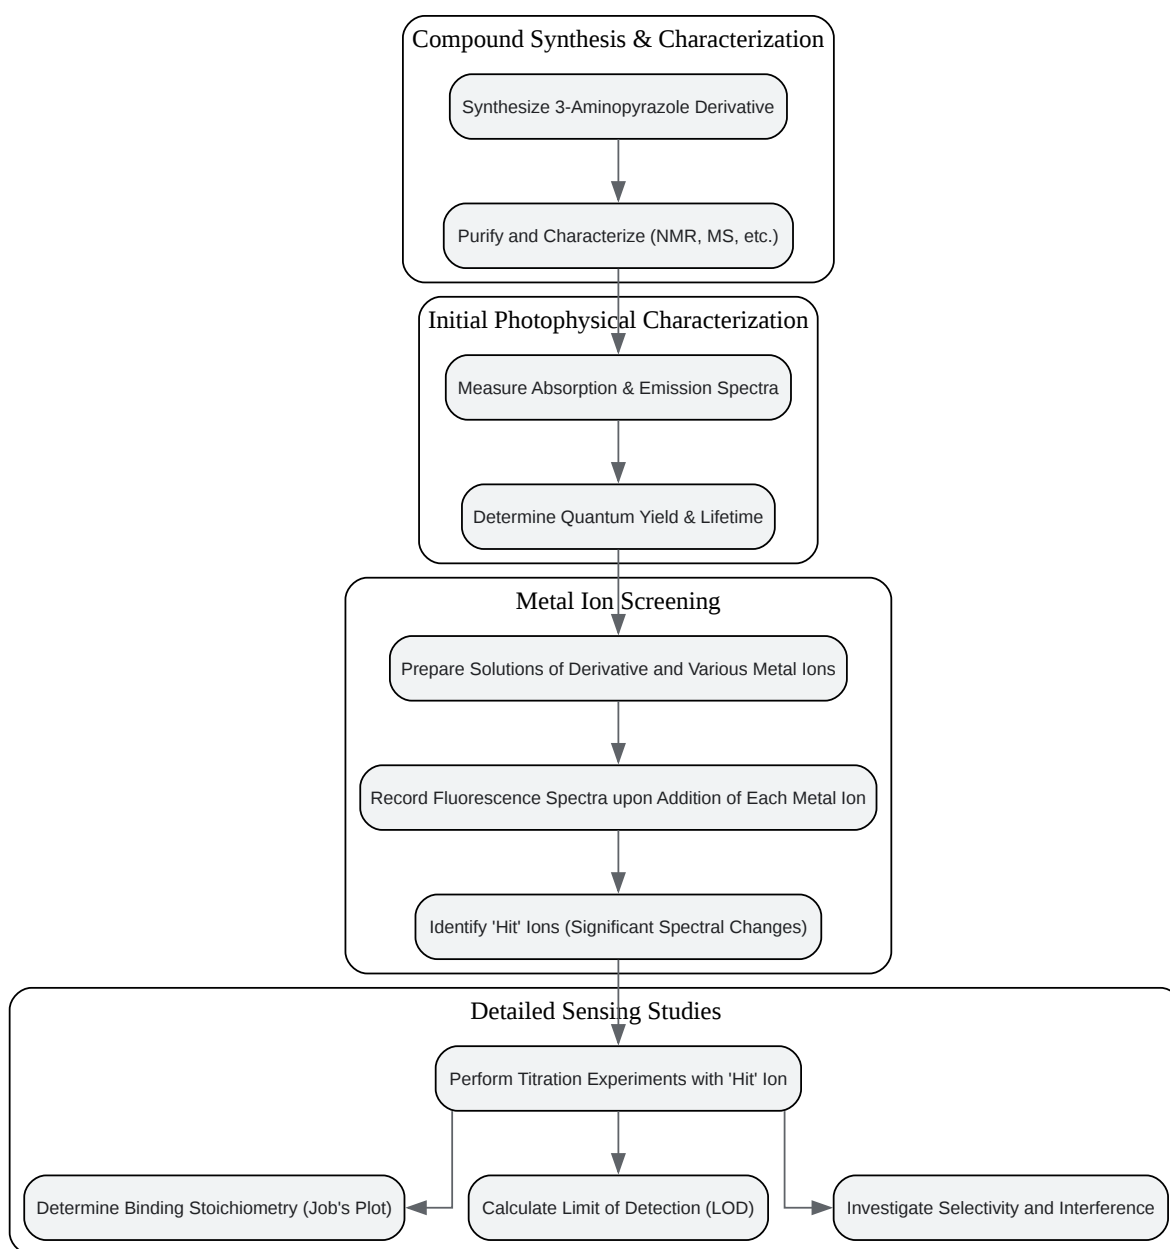 Compound Synthesis & Characterization
Synthesize 3-Aminopyrazole Derivative
Purify and Characterize (NMR, MS, etc.)
Initial Photophysical Characterization
Measure Absorption & Emission Spectra
Determine Quantum Yield & Lifetime
Metal Ion Screening
Prepare Solutions of Derivative and Various Metal Ions
Record Fluorescence Spectra upon Addition of Each Metal Ion
Identify 'Hit' Ions (Significant Spectral Changes)
Detailed Sensing Studies
Perform Titration Experiments with 'Hit' Ion
Determine Binding Stoichiometry (Job's Plot)
Calculate Limit of Detection (LOD)
Investigate Selectivity and Interference